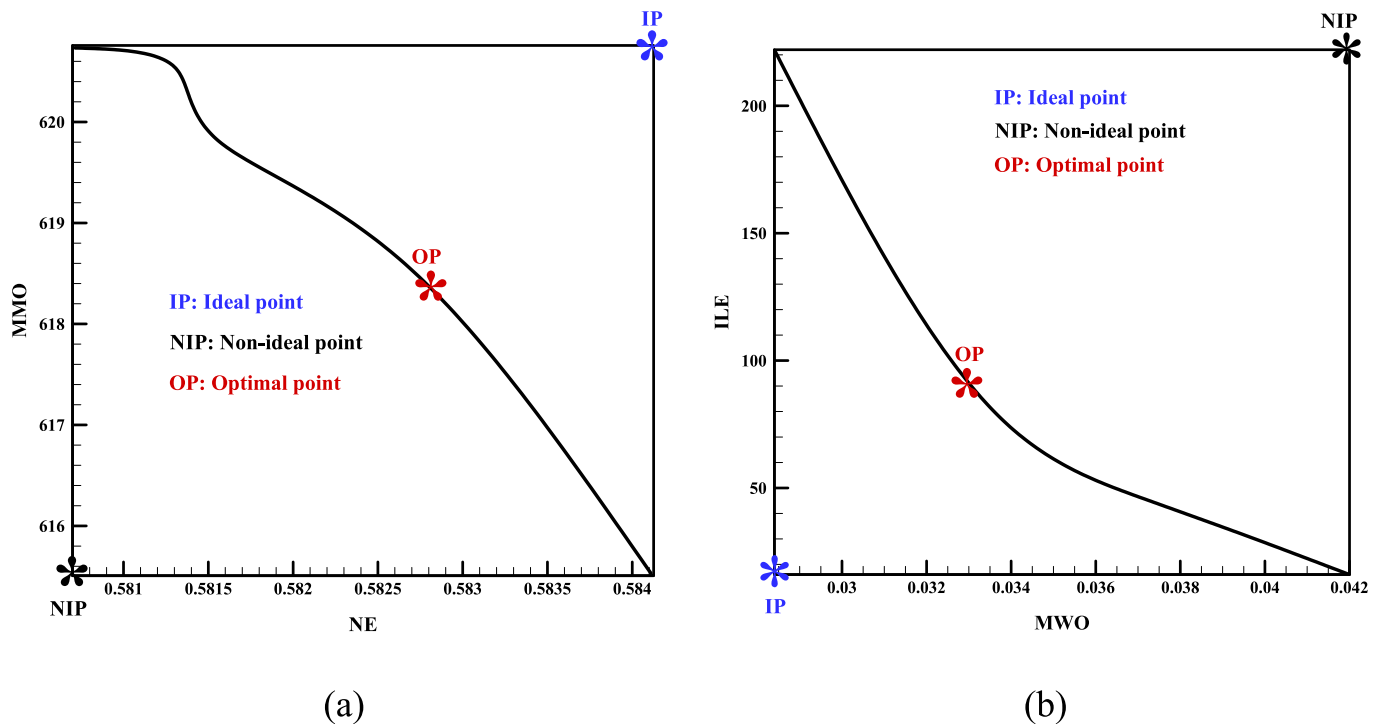 IP
620
619
618
617
616
MMO
OP
IP: Ideal point
NIP: Non-ideal point
OP: Optimal point
NIP
0.581
0.5815
0.582
0.5825
0.583
0.5835
0.584
NE
(a)
NIP
200
150
100
50
ILE
IP: Ideal point
NIP: Non-ideal point
OP: Optimal point
OP
IP
0.03
0.032
0.034
0.036
0.038
0.04
0.042
MWO
(b)